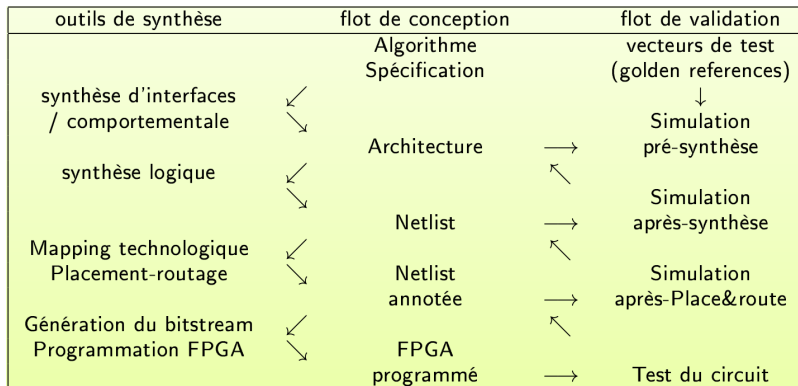 outils de synthèse flot de conception flot de validation
Algorithme vecteurs de test
Spécification (golden references)
synthèse d'interfaces
/ comportementale Simulation
Architecture pré-synthèse
synthèse logique
Simulation
Netlist après-synthèse
Mapping technologique
Placement-routage Netlist Simulation
annotée après-Place&route
Génération du bitstream
Programmation FPGA FPGA
programmé Test du circuit